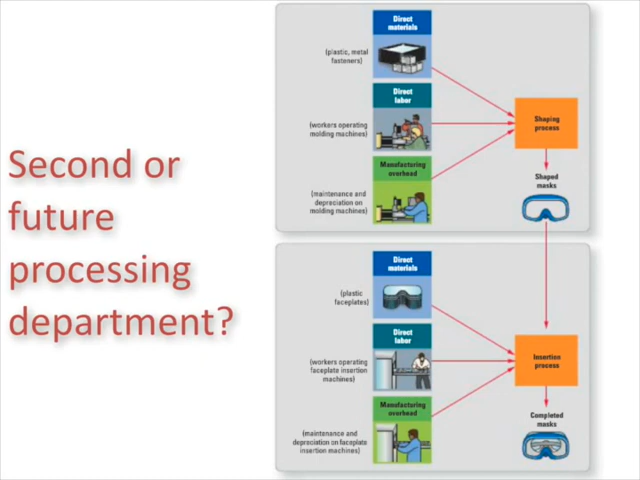 Second or
future
processing
department?
Direct
materials
(plastic, metal
fasteners)
Direct
labor
(workers operating
molding machines)
Manufacturing
overhead
(maintenance and
depreciation on
molding machines)
Shaping
process
Shaped
masks
Direct
materials
(plastic
faceplates)
Direct
labor
(workers operating
faceplate insertion
machines)
Manufacturing
overhead
(maintenance and
depreciation on faceplate
insertion machines)
Insertion
process
Completed
masks